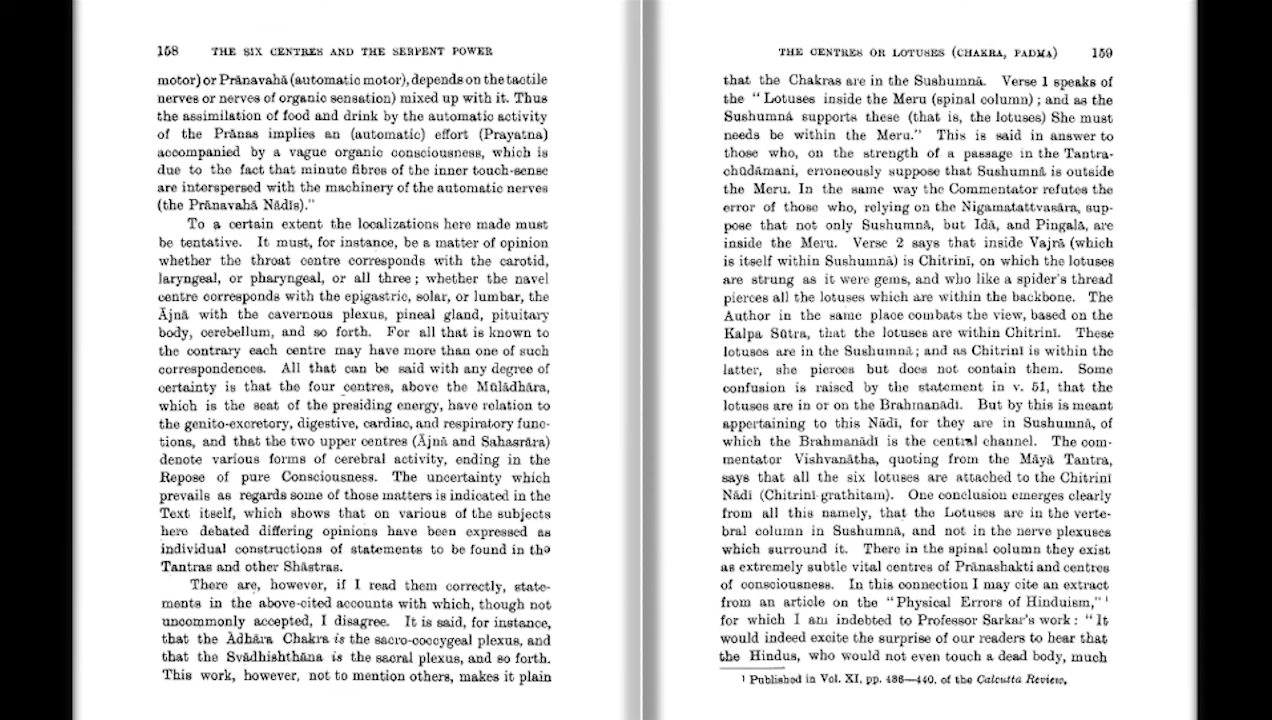 158 THE SIX CENTRES AND THE SERPENT POWER
motor) or Prānavahā (automatic motor), depends on the tactile
nerves or nerves of organic sensation) mixed up with it. Thus
the assimilation of food and drink by the automatic activity
of the Prānas implies an (automatic) effort (Prayatna)
accompanied by a vague organic consciousness, which is
due to the fact that minute fibres of the inner touch-sense
are interspersed with the machinery of the automatic nerves
(the Prānavahā Nādīs)."
To a certain extent the localizations here made must
be tentative. It must, for instance, be a matter of opinion
whether the throat centre corresponds with the carotid,
laryngeal, or pharyngeal, or all three; whether the navel
centre corresponds with the epigastric, solar, or lumbar, the
Ājnā with the cavernous plexus, pineal gland, pituitary
body, cerebellum, and so forth. For all that is known to
the contrary each centre may have more than one of such
correspondences. All that can be said with any degree of
certainty is that the four centres, above the Mūlādhāra,
which is the seat of the presiding energy, have relation to
the genito-excretory, digestive, cardiac, and respiratory func-
tions, and that the two upper centres (Ājnā and Sahasrāra)
denote various forms of cerebral activity, ending in the
Repose of pure Consciousness. The uncertainty which
prevails as regards some of those matters is indicated in the
Text itself, which shows that on various of the subjects
here debated differing opinions have been expressed as
individual constructions of statements to be found in the
Tantras and other Shāstras.
There are, however, if I read them correctly, state-
ments in the above-cited accounts with which, though not
uncommonly accepted, I disagree. It is said, for instance,
that the Ādhāra Chakra is the sacro-coccygeal plexus, and
that the Svādhishthāna is the sacral plexus, and so forth.
This work, however, not to mention others, makes it plain
THE CENTRES OR LOTUSES (CHAKRA, PADMA) 159
that the Chakras are in the Sushumnā. Verse 1 speaks of
the "Lotuses inside the Meru (spinal column); and as the
Sushumnā supports these (that is, the lotuses) She must
needs be within the Meru." This is said in answer to
those who, on the strength of a passage in the Tantra-
chūdāmani, erroneously suppose that Sushumnā is outside
the Meru. In the same way the Commentator refutes the
error of those who, relying on the Nigamatattvasāra, sup-
pose that not only Sushumnā, but Idā, and Pingalā, are
inside the Meru. Verse 2 says that inside Vajrā (which
is itself within Sushumnā) is Chitrinī, on which the lotuses
are strung as it were gems, and who like a spider's thread
pierces all the lotuses which are within the backbone. The
Author in the same place combats the view, based on the
Kalpa Sūtra, that the lotuses are within Chitrinī. These
lotuses are in the Sushumnā; and as Chitrinī is within the
latter, she pierces but does not contain them. Some
confusion is raised by the statement in v. 51, that the
lotuses are in or on the Brahmanādī. But by this is meant
appertaining to this Nādī, for they are in Sushumnā, of
which the Brahmanādī is the central channel. The com-
mentator Vishvanātha, quoting from the Māyā Tantra,
says that all the six lotuses are attached to the Chitrinī
Nādī (Chitrinī-grathitam). One conclusion emerges clearly
from all this namely, that the Lotuses are in the verte-
bral column in Sushumnā, and not in the nerve plexuses
which surround it. There in the spinal column they exist
as extremely subtle vital centres of Prānashakti and centres
of consciousness. In this connection I may cite an extract
from an article on the "Physical Errors of Hinduism," ¹
for which I am indebted to Professor Sarkar's work: "It
would indeed excite the surprise of our readers to hear that
the Hindus, who would not even touch a dead body, much
¹ Published in Vol. XI, pp. 436—440, of the Calcutta Review.